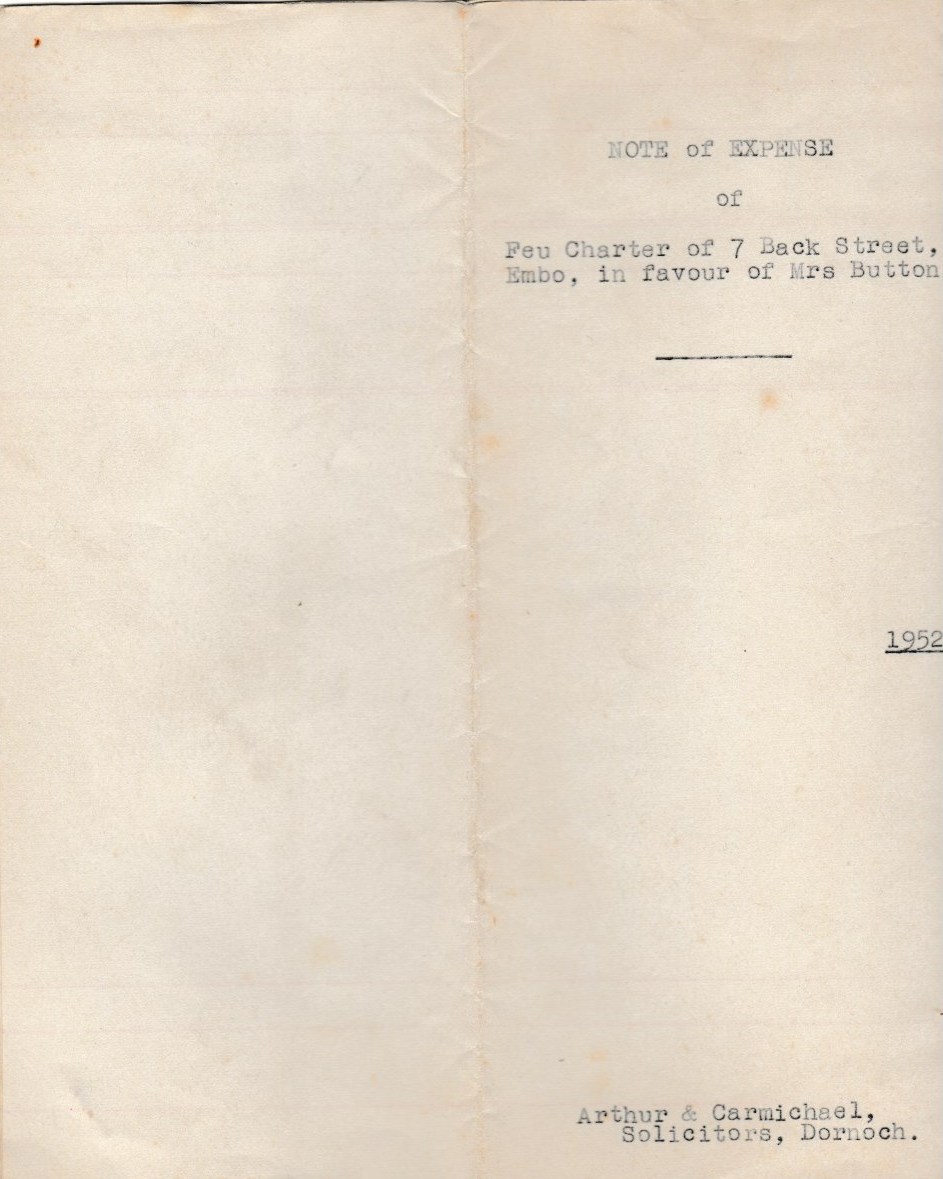 NOTE of EXPENSE
of
Feu Charter of 7 Back Street,
Embo, in favour of Mrs Button
1952
Arthur & Carmichael,
Solicitors, Dornoch.